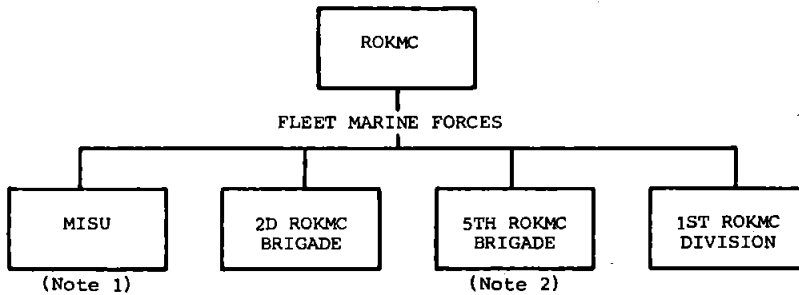 ROKMC
FLEET MARINE FORCES
MISU
2D ROKMC
BRIGADE
5TH ROKMC
BRIGADE
1ST ROKMC
DIVISION
(Note 1)
(Note 2)